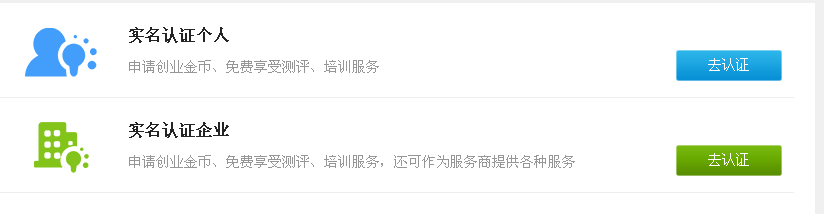 实名认证个人
申请创业金币、免费享受测评、培训服务
去认证
实名认证企业
申请创业金币、免费享受测评、培训服务，还可作为服务商提供各种服务
去认证